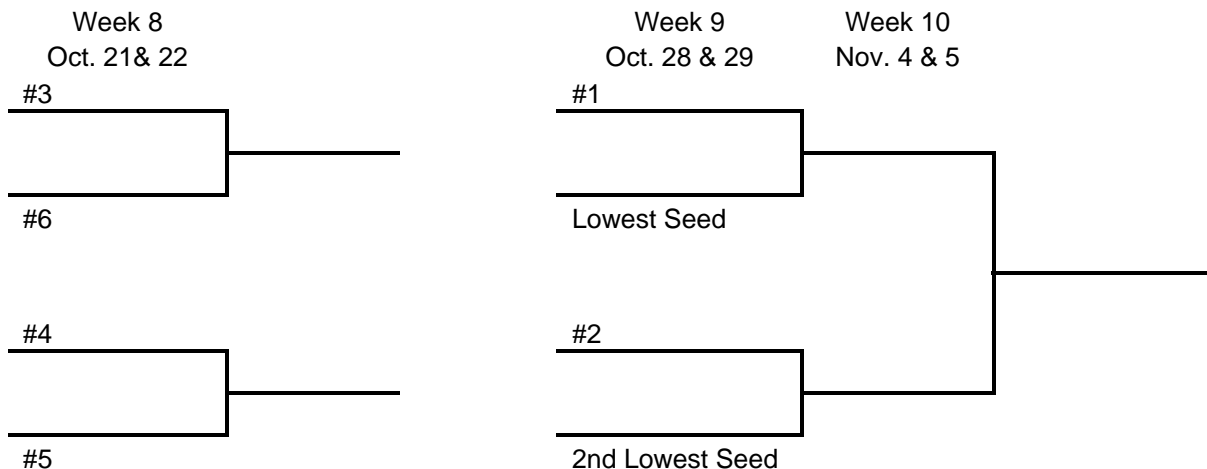 Week 8
Oct. 21& 22
Week 9
Oct. 28 & 29
Week 10
Nov. 4 & 5
#3
#6
#4
#5
#1
Lowest Seed
#2
2nd Lowest Seed